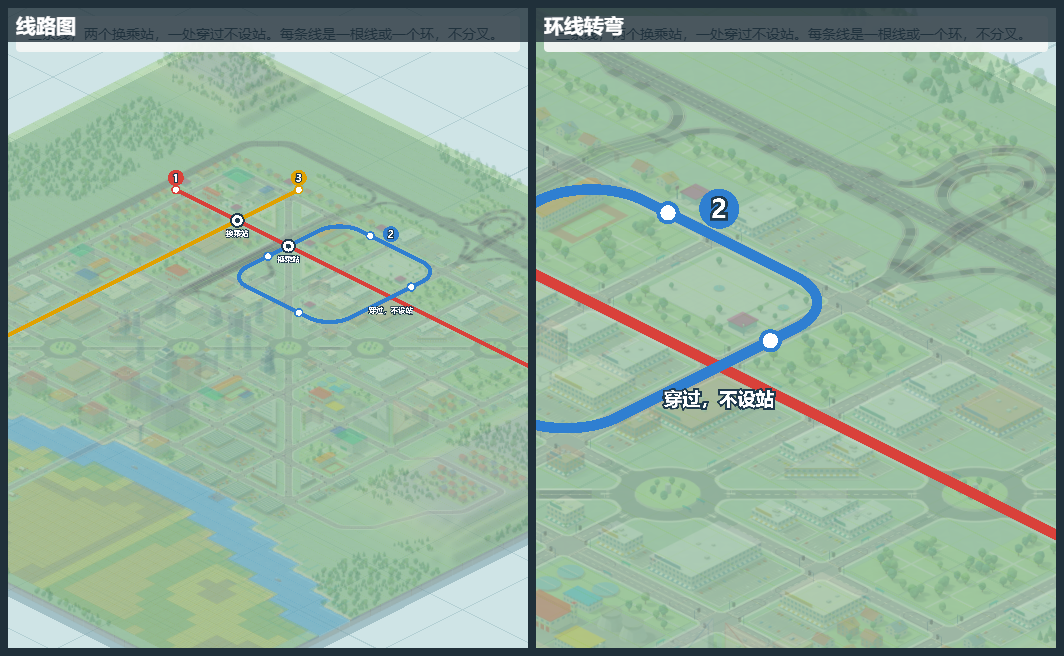 线路图
两个换乘站，一处穿过不设站。每条线是一根线或一个环，不分叉。
1
3
换乘站
2
换乘站
穿过，不设站
环线转弯
换乘站，一处穿过不设站。每条线是一根线或一个环，不分叉。
2
穿过，不设站